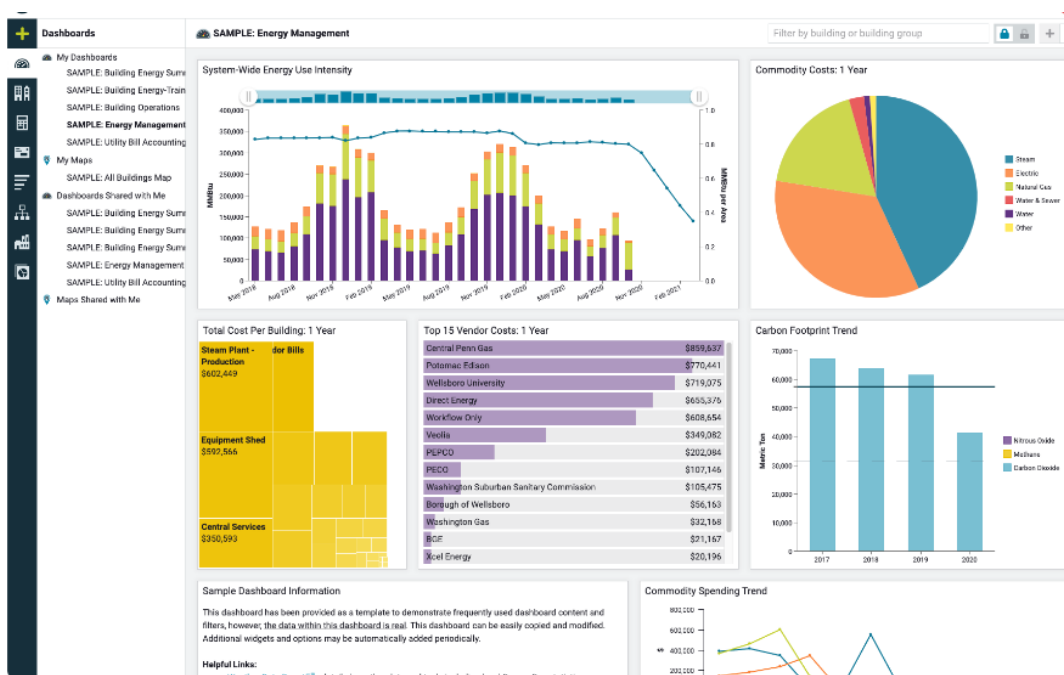 Dashboards
SAMPLE: Energy Management
Filter by building or building group
My Dashboards
SAMPLE: Building Energy Sum
SAMPLE: Building Energy-Train
SAMPLE: Building Operations
SAMPLE: Energy Management
SAMPLE: Utility Bill Accounting
My Maps
SAMPLE: All Buildings Map
Dashboards Shared with Me
SAMPLE: Building Energy Sum
SAMPLE: Building Energy Sum
SAMPLE: Building Energy Sum
SAMPLE: Energy Management
SAMPLE: Utility Bill Accounting
Maps Shared with Me
System-Wide Energy Use Intensity
400,000
350,000
300,000
250,000
200,000
150,000
100,000
50,000
0
MMBtu
1.0
0.8
0.6
0.4
0.2
0.0
MMBtu per Area
May 2018
Aug 2018
Nov 2018
Feb 2019
May 2019
Aug 2019
Nov 2019
Feb 2020
May 2020
Aug 2020
Nov 2020
Feb 2021
Commodity Costs: 1 Year
Steam
Electric
Natural Gas
Water & Sewer
Water
Other
Total Cost Per Building: 1 Year
Steam Plant -
Production
$602,449
dor Bills
Equipment Shed
$592,566
Central Services
$350,593
Top 15 Vendor Costs: 1 Year
Central Penn Gas $859,637
Potomac Edison $770,441
Wellsboro University $719,075
Direct Energy $655,376
Workflow Only $608,654
Veolia $349,082
PEPCO $202,084
PECO $107,146
Washington Suburban Sanitary Commission $105,475
Borough of Wellsboro $56,163
Washington Gas $32,168
BGE $21,167
Xcel Energy $20,196
Carbon Footprint Trend
70,000
60,000
50,000
40,000
30,000
20,000
10,000
0
Metric Ton
2017
2018
2019
2020
Nitrous Oxide
Methane
Carbon Dioxide
Sample Dashboard Information
This dashboard has been provided as a template to demonstrate frequently used dashboard content and
filters, however, the data within this dashboard is real. This dashboard can be easily copied and modified.
Additional widgets and options may be automatically added periodically.
Helpful Links:
Commodity Spending Trend
800,000
600,000
400,000
200,000
$